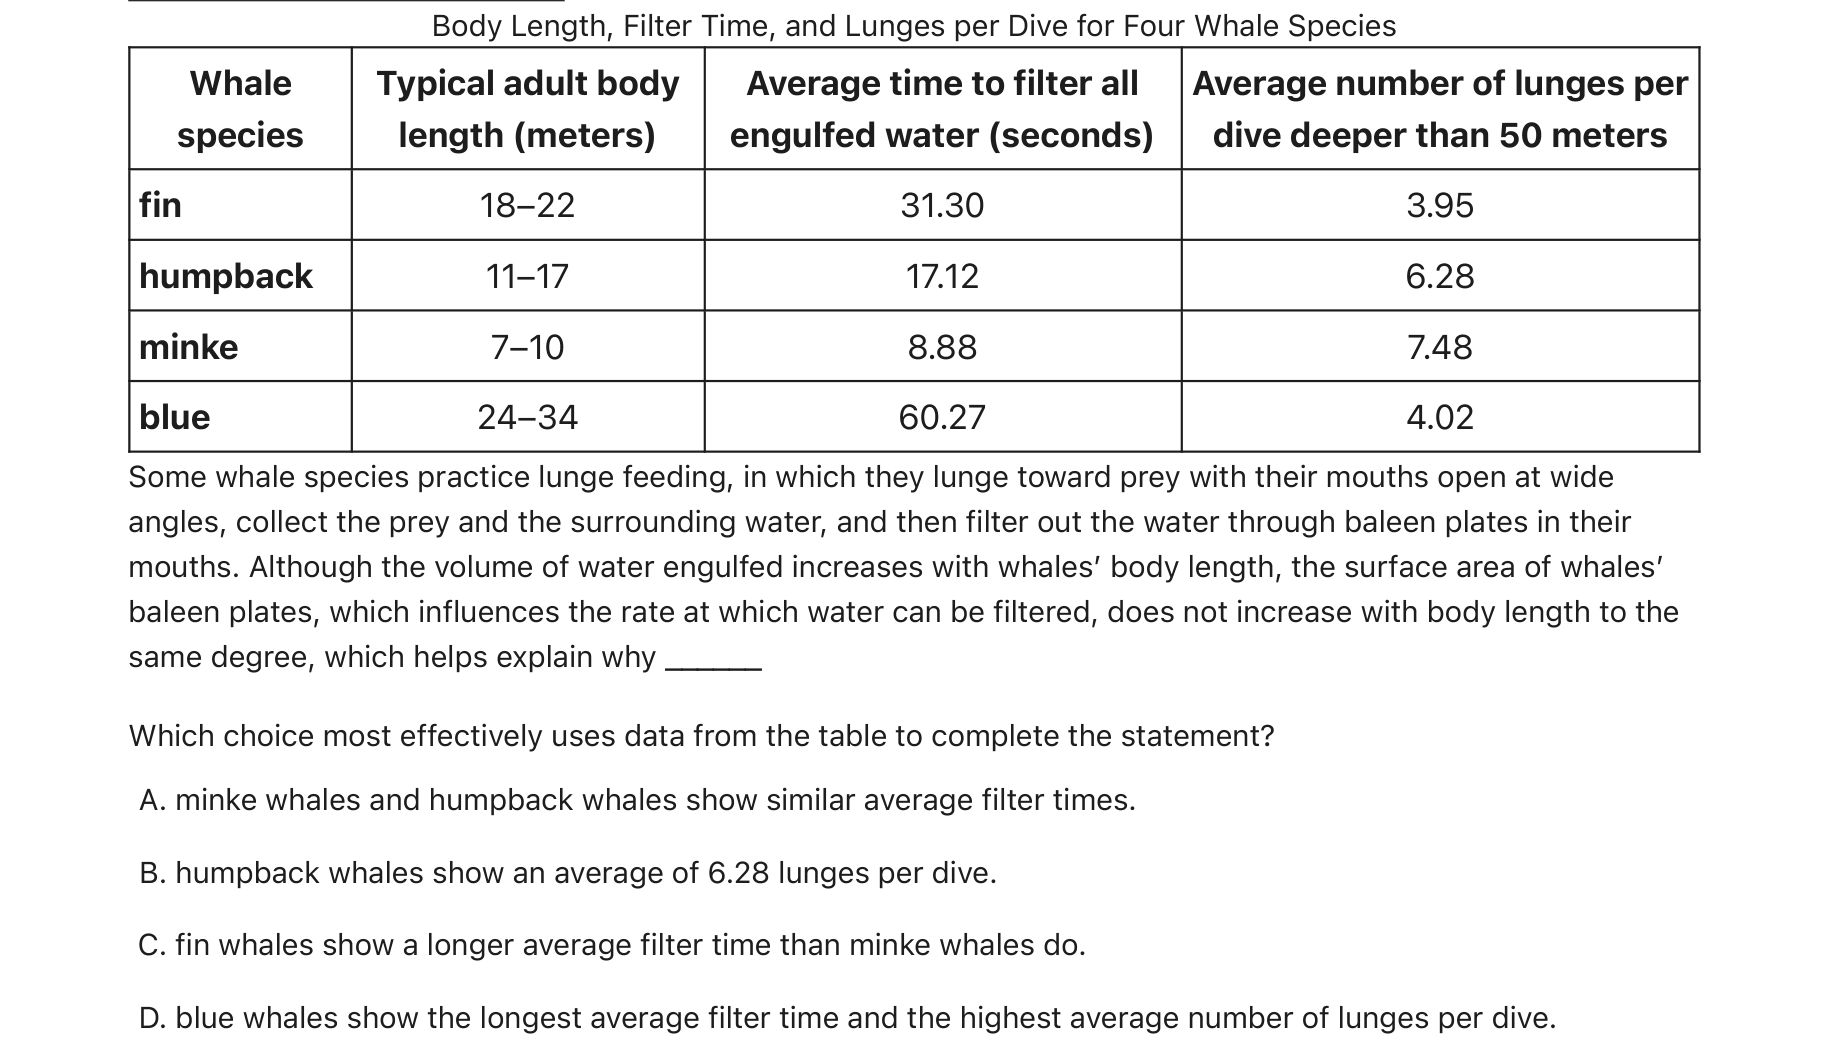 Body Length, Filter Time, and Lunges per Dive for Four Whale Species
Whale species | Typical adult body length (meters) | Average time to filter all engulfed water (seconds) | Average number of lunges per dive deeper than 50 meters
fin | 18–22 | 31.30 | 3.95
humpback | 11–17 | 17.12 | 6.28
minke | 7–10 | 8.88 | 7.48
blue | 24–34 | 60.27 | 4.02
Some whale species practice lunge feeding, in which they lunge toward prey with their mouths open at wide
angles, collect the prey and the surrounding water, and then filter out the water through baleen plates in their
mouths. Although the volume of water engulfed increases with whales’ body length, the surface area of whales’
baleen plates, which influences the rate at which water can be filtered, does not increase with body length to the
same degree, which helps explain why ______
Which choice most effectively uses data from the table to complete the statement?
A. minke whales and humpback whales show similar average filter times.
B. humpback whales show an average of 6.28 lunges per dive.
C. fin whales show a longer average filter time than minke whales do.
D. blue whales show the longest average filter time and the highest average number of lunges per dive.